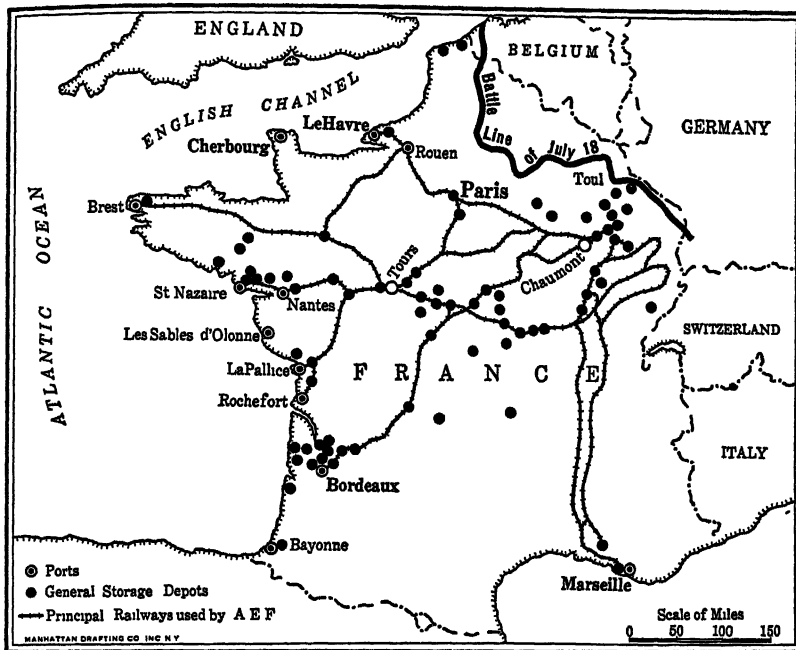 ENGLAND
BELGIUM
ENGLISH CHANNEL
GERMANY
Battle Line of July 18
LeHavre
Cherbourg
Rouen
Toul
Paris
Brest
ATLANTIC OCEAN
Tours
Chaumont
St Nazaire
Nantes
Les Sables d'Olonne
SWITZERLAND
LaPallice
FRANCE
Rochefort
ITALY
Bordeaux
Bayonne
Marseille
Ports
General Storage Depots
Principal Railways used by A E F
MANHATTAN DRAFTING CO INC N Y
Scale of Miles
0 50 100 150